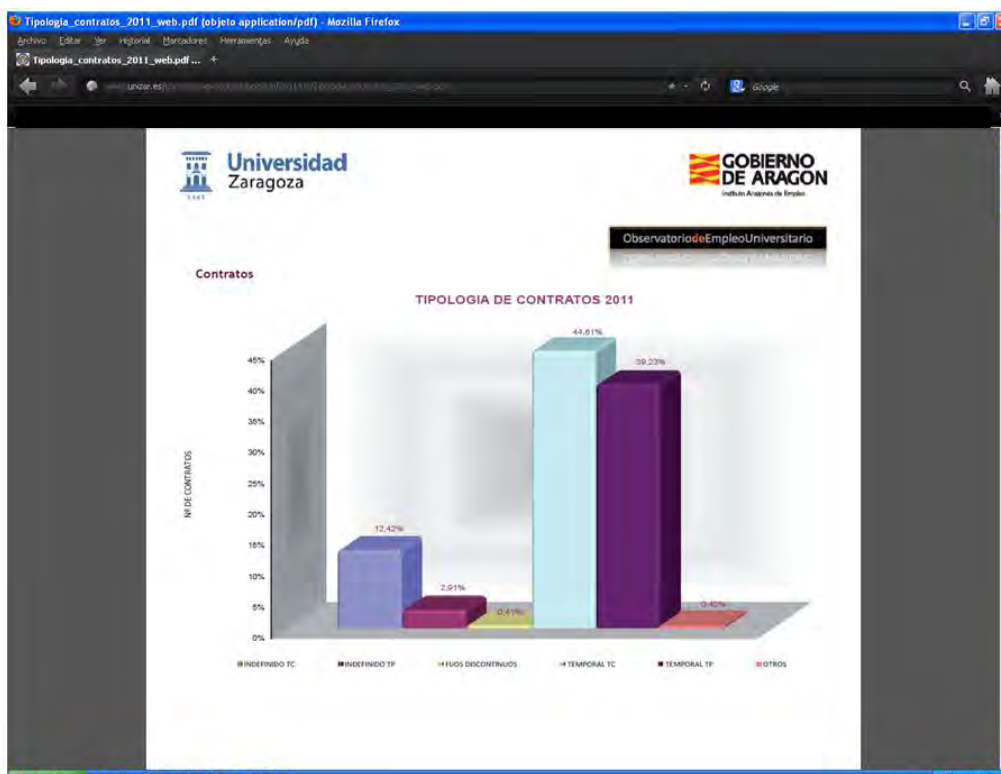 Tipologia_contratos_2011_web.pdf (objeto application/pdf) - Mozilla Firefox
Archivo Editar Ver Historial Marcadores Herramientas Ayuda
Tipologia_contratos_2011_web.pdf ... +
unizar.es
Google
Universidad
Zaragoza
1542
GOBIERNO
DE ARAGON
Instituto Aragonés de Empleo
ObservatoriodeEmpleoUniversitario
Contratos
TIPOLOGIA DE CONTRATOS 2011
44,61%
39,23%
45%
40%
35%
30%
25%
20%
15%
10%
5%
0%
Nº DE CONTRATOS
12,42%
2,91%
0,41%
0,42%
INDEFINIDO TC INDEFINIDO TP FIJOS DISCONTINUOS TEMPORAL TC TEMPORAL TP OTROS